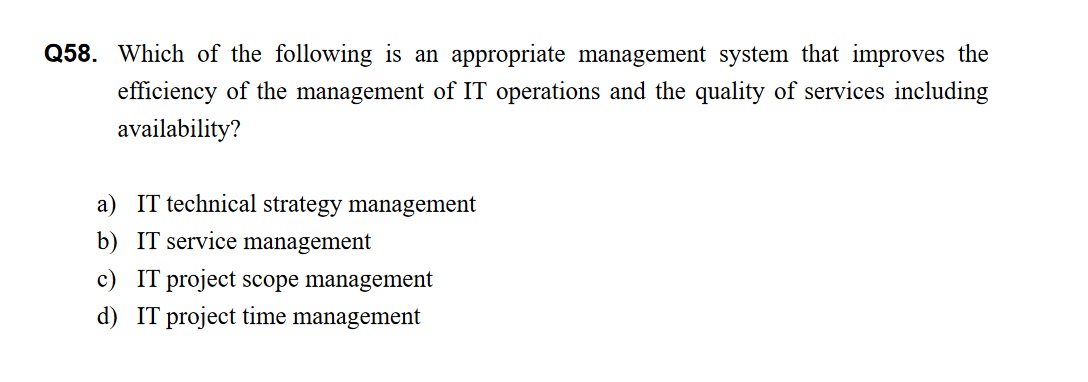 Q58. Which of the following is an appropriate management system that improves the
efficiency of the management of IT operations and the quality of services including
availability?
a) IT technical strategy management
b) IT service management
c) IT project scope management
d) IT project time management